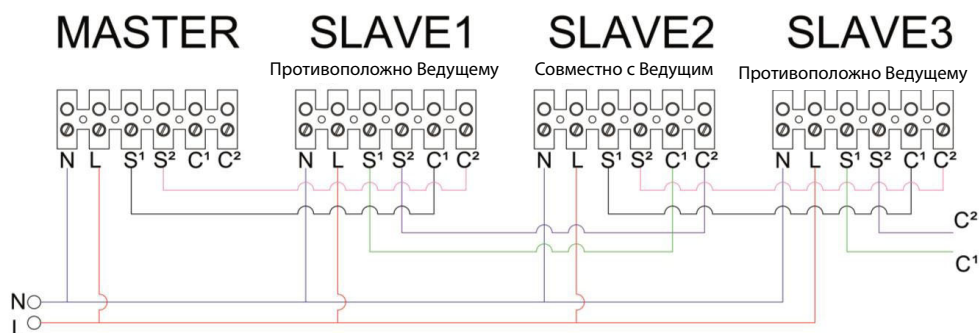 MASTER SLAVE1 SLAVE2 SLAVE3
Противоположно Ведущему Совместно с Ведущим Противоположно Ведущему
N L S¹ S² C¹ C² N L S¹ S² C¹ C² N L S¹ S² C¹ C² N L S¹ S² C¹ C²
C²
C¹
N
L